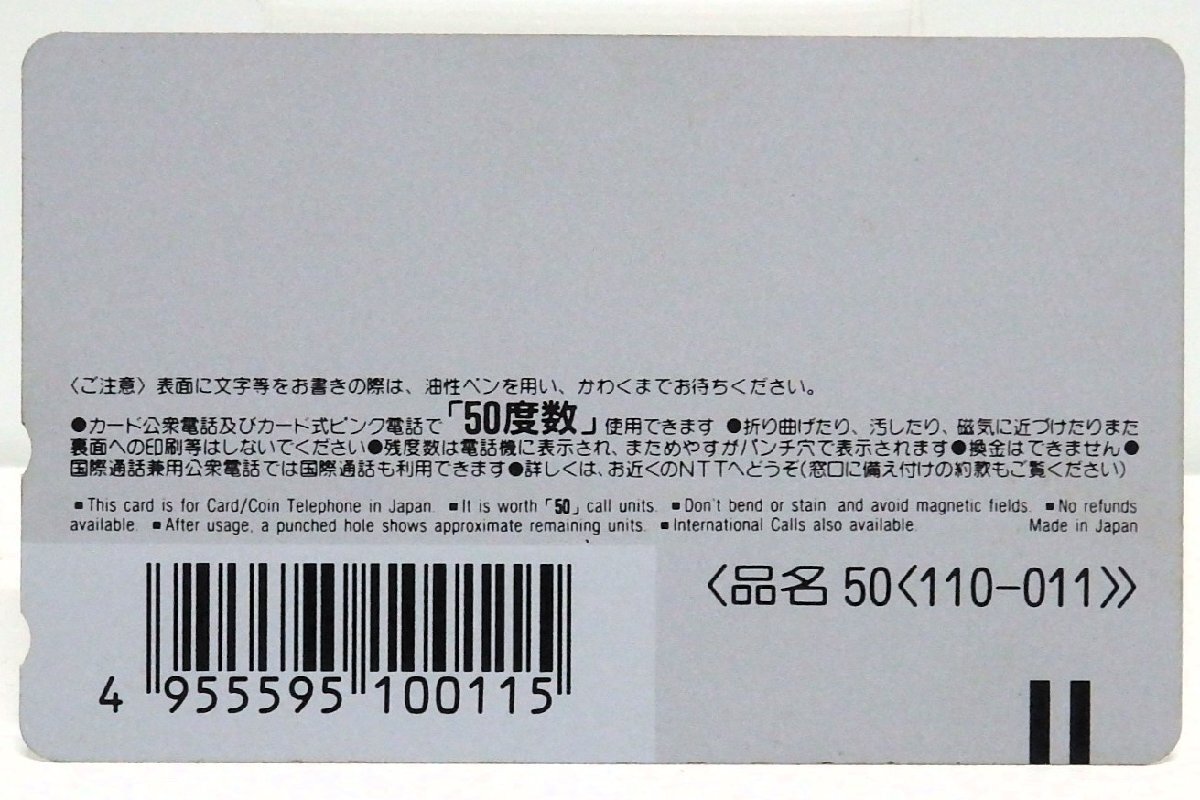 〈ご注意〉表面に文字等をお書きの際は、油性ペンを用い、かわくまでお待ちください。
●カード公衆電話及びカード式ピンク電話で「50度数」使用できます ●折り曲げたり、汚したり、磁気に近づけたりまた
裏面への印刷等はしないでください●残度数は電話機に表示され、まためやすがパンチ穴で表示されます●換金はできません●
国際通話兼用公衆電話では国際通話も利用できます●詳しくは、お近くのNTTへどうぞ(窓口に備え付けの約款もご覧ください)
■This card is for Card/Coin Telephone in Japan. ■It is worth「50」call units. ■Don't bend or stain and avoid magnetic fields. ■No refunds
available. ■After usage, a punched hole shows approximate remaining units. ■International Calls also available. Made in Japan
〈品名 50〈110-011〉〉
4 955595 100115